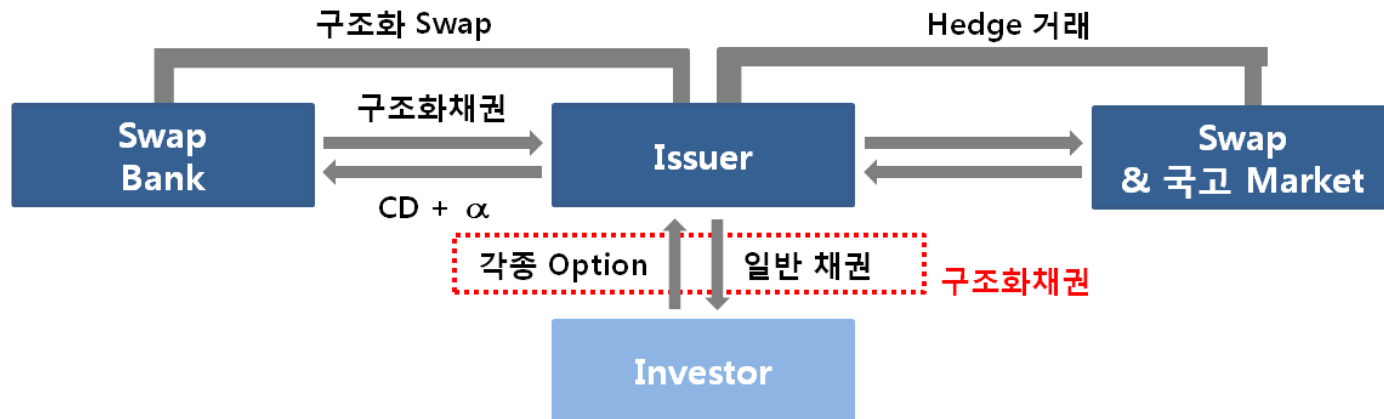 구조화 Swap
Hedge 거래
Swap
Bank
구조화채권
CD + α
Issuer
Swap
& 국고 Market
각종 Option
일반 채권
구조화채권
Investor